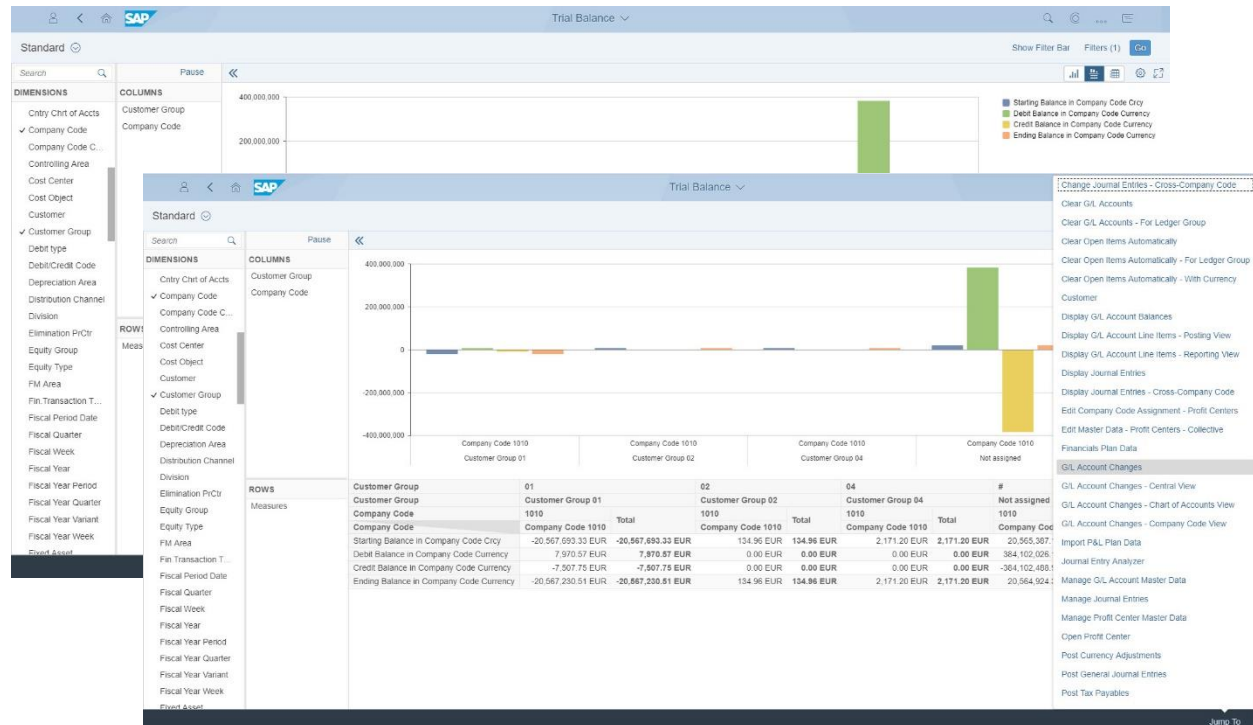 SAP
Trial Balance
Standard
Show Filter Bar Filters (1) Go
Search
Pause
DIMENSIONS
COLUMNS
Cntry Chrt of Accts
Company Code
Company Code C...
Controlling Area
Cost Center
Cost Object
Customer
Customer Group
Debit type
Debit/Credit Code
Depreciation Area
Distribution Channel
Division
Elimination PrCtr
Equity Group
Equity Type
FM Area
Fin.Transaction T...
Fiscal Period Date
Fiscal Quarter
Fiscal Week
Fiscal Year
Fiscal Year Period
Fiscal Year Quarter
Fiscal Year Variant
Fiscal Year Week
Fixed Asset
Customer Group
Company Code
ROWS
Meas
400,000,000
200,000,000
Starting Balance in Company Code Crcy
Debit Balance in Company Code Currency
Credit Balance in Company Code Currency
Ending Balance in Company Code Currency
SAP
Trial Balance
Standard
Search
Pause
DIMENSIONS
COLUMNS
Cntry Chrt of Accts
Company Code
Company Code C...
Controlling Area
Cost Center
Cost Object
Customer
Customer Group
Debit type
Debit/Credit Code
Depreciation Area
Distribution Channel
Division
Elimination PrCtr
Equity Group
Equity Type
FM Area
Fin.Transaction T...
Fiscal Period Date
Fiscal Quarter
Fiscal Week
Fiscal Year
Fiscal Year Period
Fiscal Year Quarter
Fiscal Year Variant
Fiscal Year Week
Fixed Asset
Customer Group
Company Code
ROWS
Measures
400,000,000
200,000,000
0
-200,000,000
-400,000,000
Company Code 1010 Company Code 1010 Company Code 1010 Company Code 1010
Customer Group 01 Customer Group 02 Customer Group 04 Not assigned
Customer Group 01 02 04 #
Customer Group Customer Group 01 Customer Group 02 Customer Group 04 Not assigned
Company Code 1010 Total 1010 Total 1010 Total 1010
Company Code Company Code 1010 Company Code 1010 Company Code 1010 Company Cod
Starting Balance in Company Code Crcy -20,567,693.33 EUR -20,567,693.33 EUR 134.96 EUR 134.96 EUR 2,171.20 EUR 2,171.20 EUR 20,565,387.
Debit Balance in Company Code Currency 7,970.57 EUR 7,970.57 EUR 0.00 EUR 0.00 EUR 0.00 EUR 0.00 EUR 384,102,026.
Credit Balance in Company Code Currency -7,507.75 EUR -7,507.75 EUR 0.00 EUR 0.00 EUR 0.00 EUR 0.00 EUR -384,102,488.
Ending Balance in Company Code Currency -20,567,230.51 EUR -20,567,230.51 EUR 134.96 EUR 134.96 EUR 2,171.20 EUR 2,171.20 EUR 20,564,924.
Change Journal Entries - Cross-Company Code
Clear G/L Accounts
Clear G/L Accounts - For Ledger Group
Clear Open Items Automatically
Clear Open Items Automatically - For Ledger Group
Clear Open Items Automatically - With Currency
Customer
Display G/L Account Balances
Display G/L Account Line Items - Posting View
Display G/L Account Line Items - Reporting View
Display Journal Entries
Display Journal Entries - Cross-Company Code
Edit Company Code Assignment - Profit Centers
Edit Master Data - Profit Centers - Collective
Financials Plan Data
G/L Account Changes
G/L Account Changes - Central View
G/L Account Changes - Chart of Accounts View
G/L Account Changes - Company Code View
Import P&L Plan Data
Journal Entry Analyzer
Manage G/L Account Master Data
Manage Journal Entries
Manage Profit Center Master Data
Open Profit Center
Post Currency Adjustments
Post General Journal Entries
Post Tax Payables
Jump To